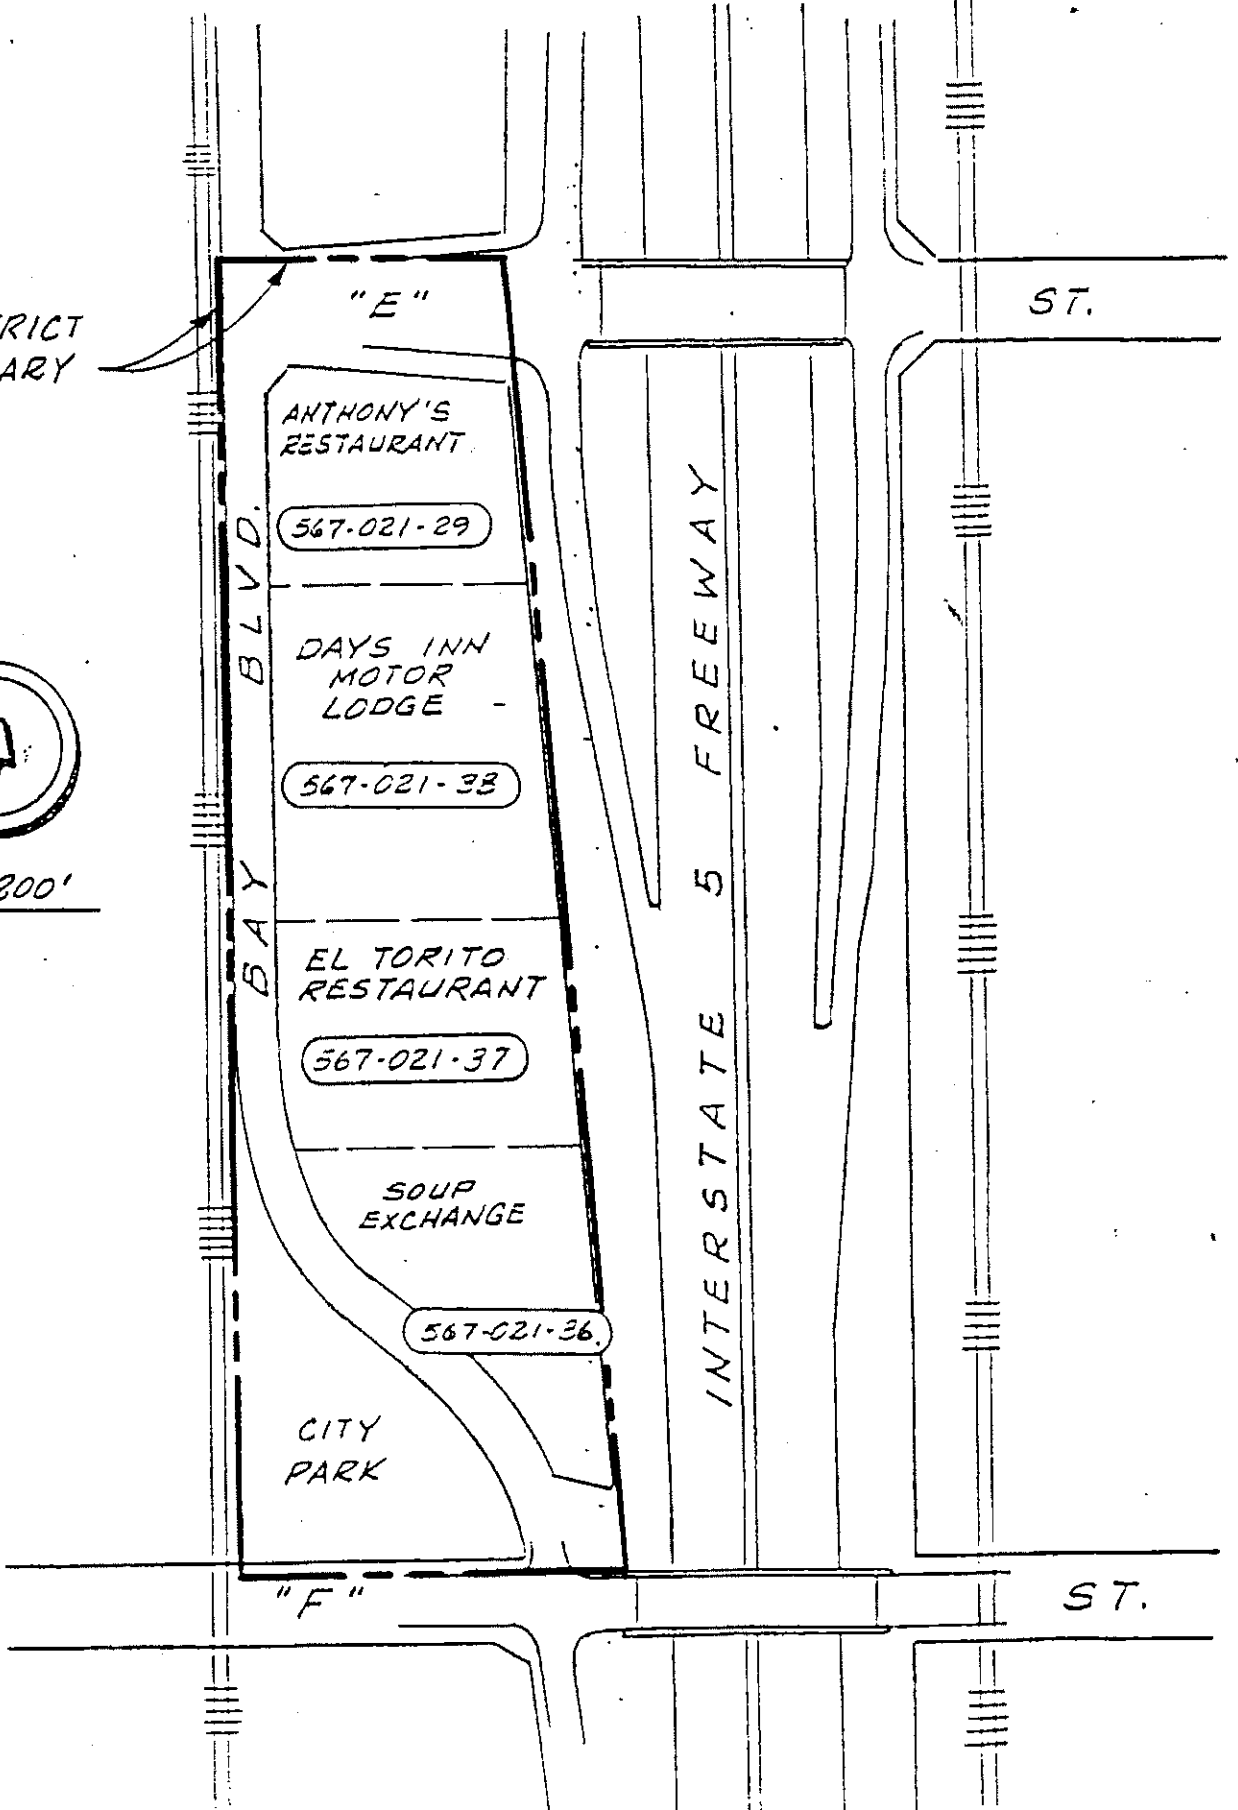 "E"
ST.
RICT
ARY
ANTHONY'S
RESTAURANT
567-021-29
BAY BLVD.
DAYS INN
MOTOR
LODGE
567-021-33
INTERSTATE 5 FREEWAY
200'
EL TORITO
RESTAURANT
567-021-37
SOUP
EXCHANGE
567-021-36
CITY
PARK
"F"
ST.